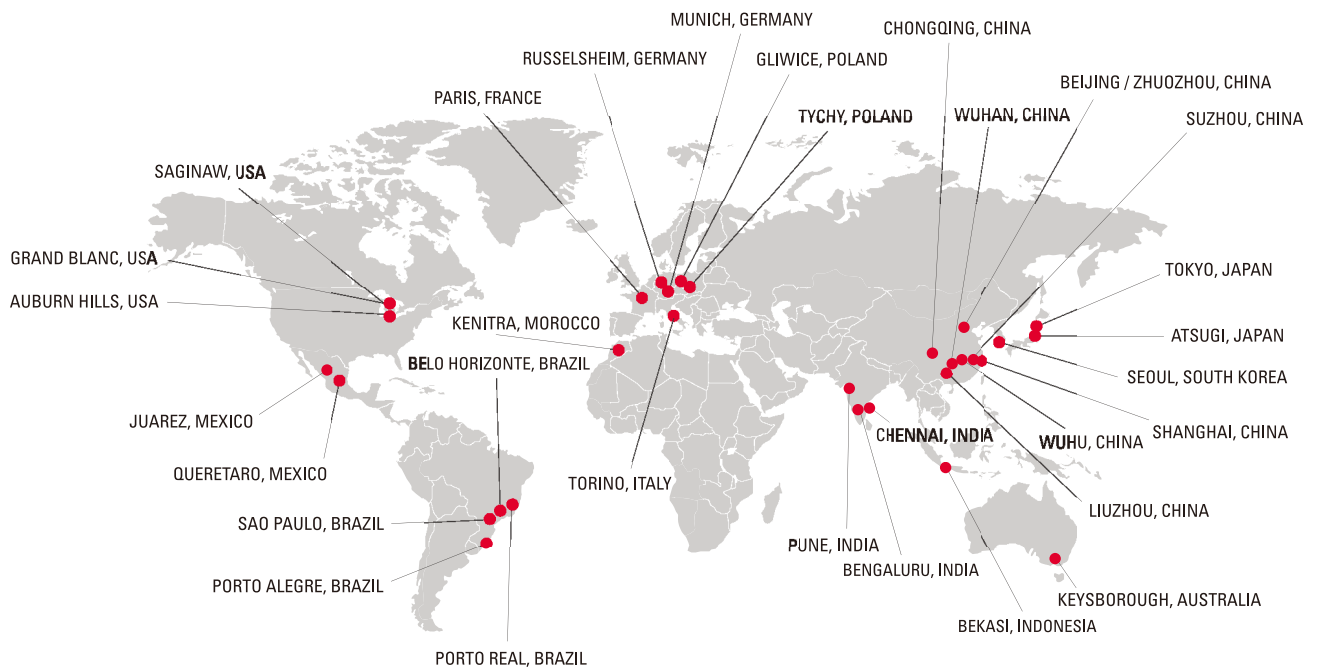 MUNICH, GERMANY
CHONGQING, CHINA
RUSSELSHEIM, GERMANY
GLIWICE, POLAND
BEIJING / ZHUOZHOU, CHINA
PARIS, FRANCE
TYCHY, POLAND
WUHAN, CHINA
SUZHOU, CHINA
SAGINAW, USA
GRAND BLANC, USA
TOKYO, JAPAN
AUBURN HILLS, USA
KENITRA, MOROCCO
ATSUGI, JAPAN
BELO HORIZONTE, BRAZIL
SEOUL, SOUTH KOREA
JUAREZ, MEXICO
CHENNAI, INDIA
WUHU, CHINA
SHANGHAI, CHINA
QUERETARO, MEXICO
TORINO, ITALY
LIUZHOU, CHINA
SAO PAULO, BRAZIL
PUNE, INDIA
BENGALURU, INDIA
PORTO ALEGRE, BRAZIL
KEYSBOROUGH, AUSTRALIA
BEKASI, INDONESIA
PORTO REAL, BRAZIL